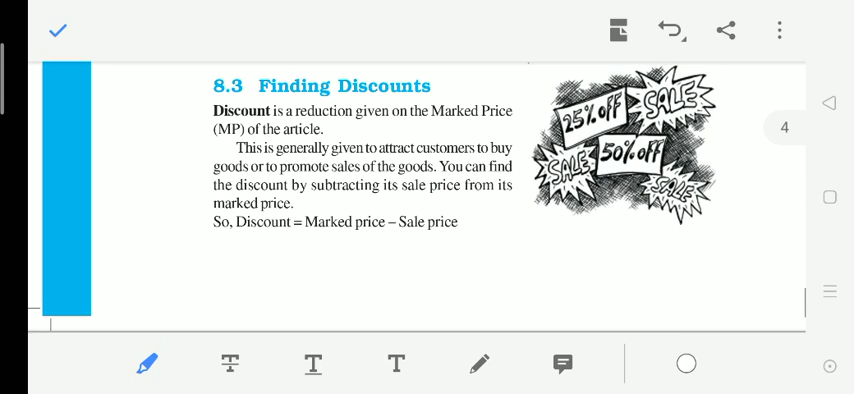 8.3 Finding Discounts
Discount is a reduction given on the Marked Price
(MP) of the article.
This is generally given to attract customers to buy
goods or to promote sales of the goods. You can find
the discount by subtracting its sale price from its
marked price.
So, Discount = Marked price – Sale price
25% OFF
SALE
SALE
50% OFF
SALE
4
T
T
T